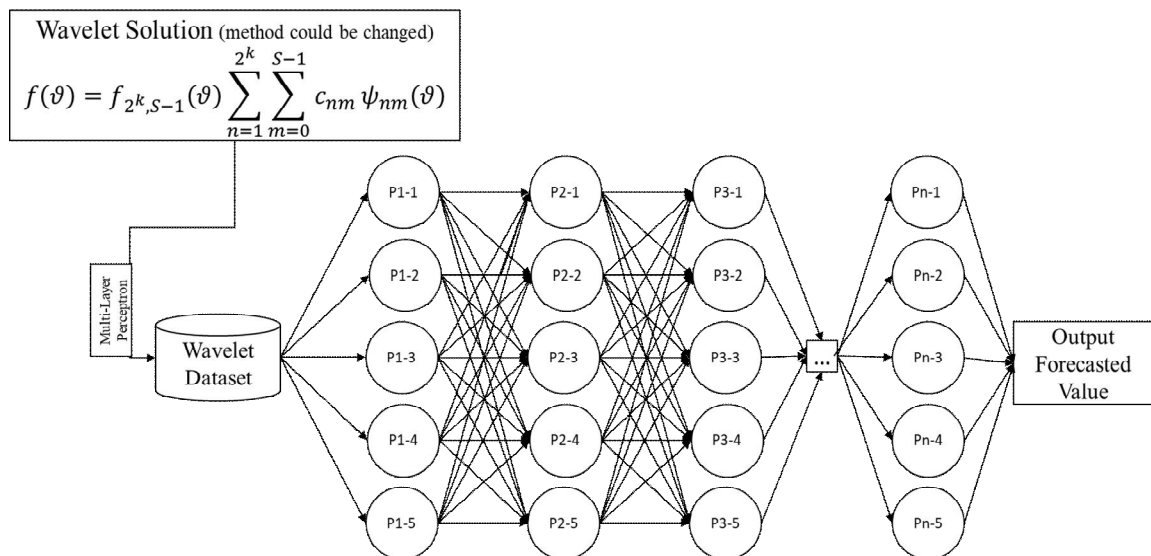 Wavelet Solution (method could be changed)
2^k S−1
f(ϑ) = f_{2^k,S−1}(ϑ) ∑ ∑ c_{nm} ψ_{nm}(ϑ)
n=1 m=0
Multi-Layer
Perceptron
Wavelet
Dataset
P1-1 P2-1 P3-1 Pn-1
P1-2 P2-2 P3-2 Pn-2
P1-3 P2-3 P3-3 ... Pn-3
P1-4 P2-4 P3-4 Pn-4
P1-5 P2-5 P3-5 Pn-5
Output
Forecasted
Value